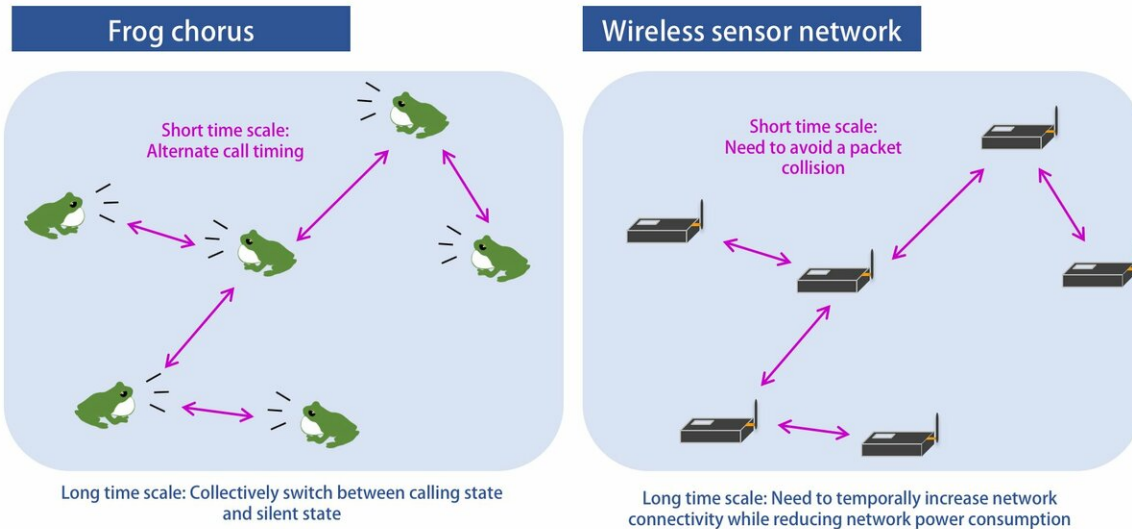 Frog chorus
Short time scale:
Alternate call timing
Long time scale: Collectively switch between calling state
and silent state
Wireless sensor network
Short time scale:
Need to avoid a packet
collision
Long time scale: Need to temporally increase network
connectivity while reducing network power consumption